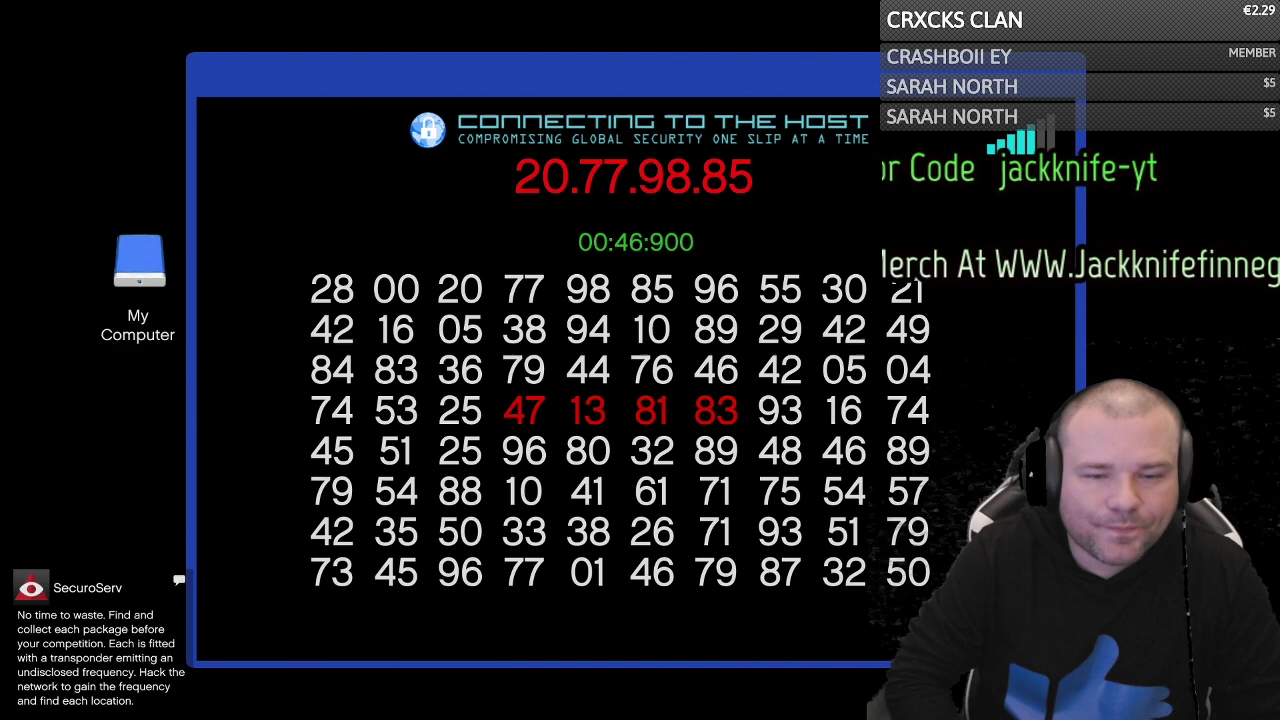 CRXCKS CLAN €2.29
CRASHBOII EY MEMBER
SARAH NORTH $5
SARAH NORTH $5
CONNECTING TO THE HOST
COMPROMISING GLOBAL SECURITY ONE SLIP AT A TIME
or Code jackknife-yt
20.77.98.85
00:46:900
Merch At WWW.Jackknifefinneg
28 00 20 77 98 85 96 55 30 21
42 16 05 38 94 10 89 29 42 49
84 83 36 79 44 76 46 42 05 04
74 53 25 47 13 81 83 93 16 74
45 51 25 96 80 32 89 48 46 89
79 54 88 10 41 61 71 75 54 57
42 35 50 33 38 26 71 93 51 79
73 45 96 77 01 46 79 87 32 50
My
Computer
SecuroServ
No time to waste. Find and
collect each package before
your competition. Each is fitted
with a transponder emitting an
undisclosed frequency. Hack the
network to gain the frequency
and find each location.